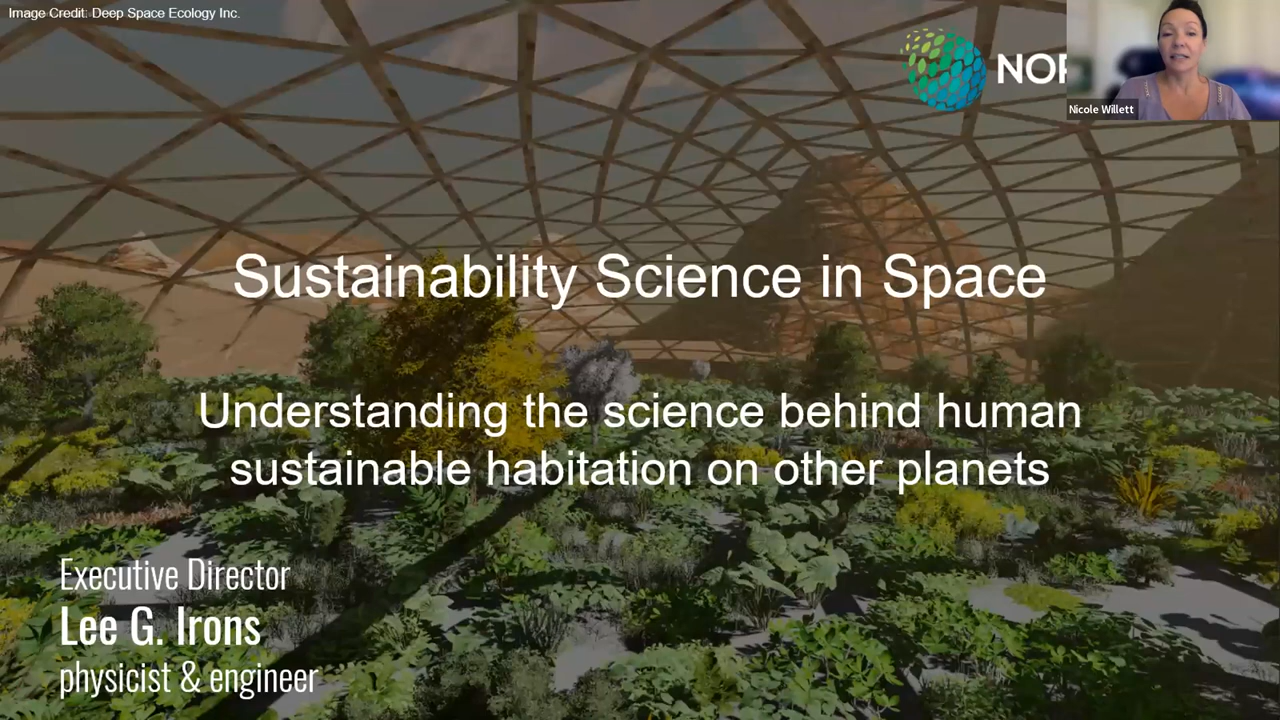 Image Credit: Deep Space Ecology Inc.
NOR
Nicole Willett
Sustainability Science in Space
Understanding the science behind human
sustainable habitation on other planets
Executive Director
Lee G. Irons
physicist & engineer